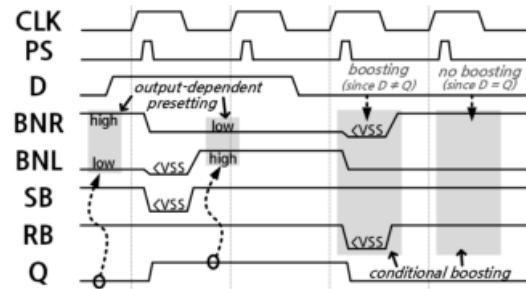 CLK
PS
D
output-dependent
presetting
boosting
(since D ≠ Q)
no boosting
(since D = Q)
BNR
high
low
<VSS
BNL
low
<VSS
high
SB
<VSS
RB
<VSS
Q
conditional boosting